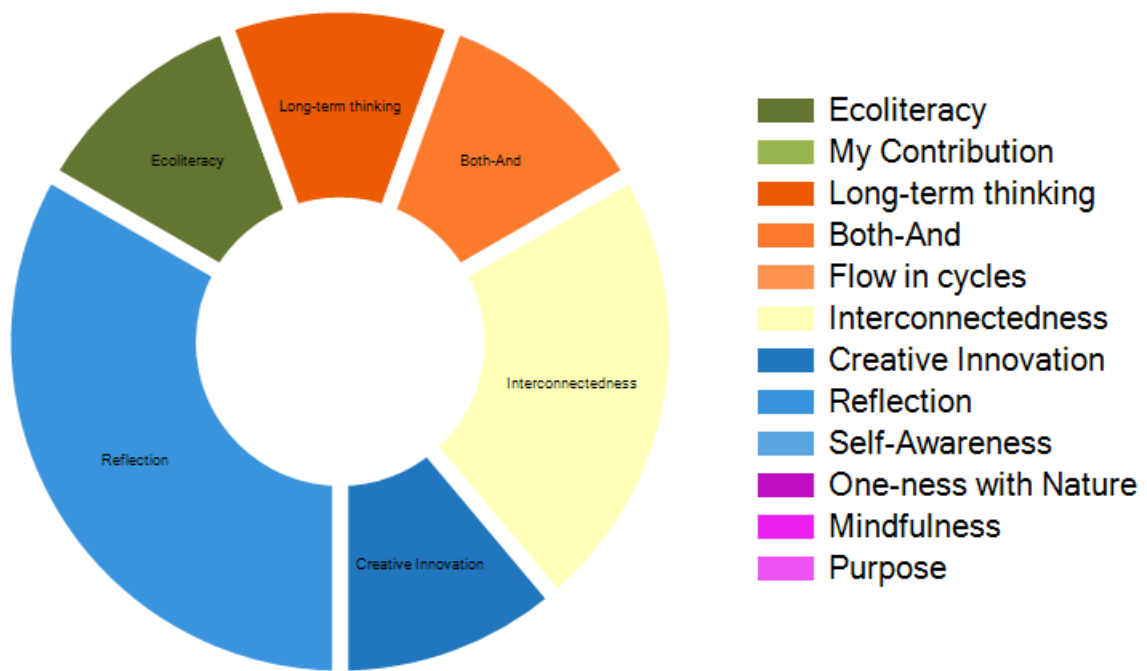 Long-term thinking
Ecoliteracy
Both-And
Interconnectedness
Reflection
Creative Innovation
Ecoliteracy
My Contribution
Long-term thinking
Both-And
Flow in cycles
Interconnectedness
Creative Innovation
Reflection
Self-Awareness
One-ness with Nature
Mindfulness
Purpose